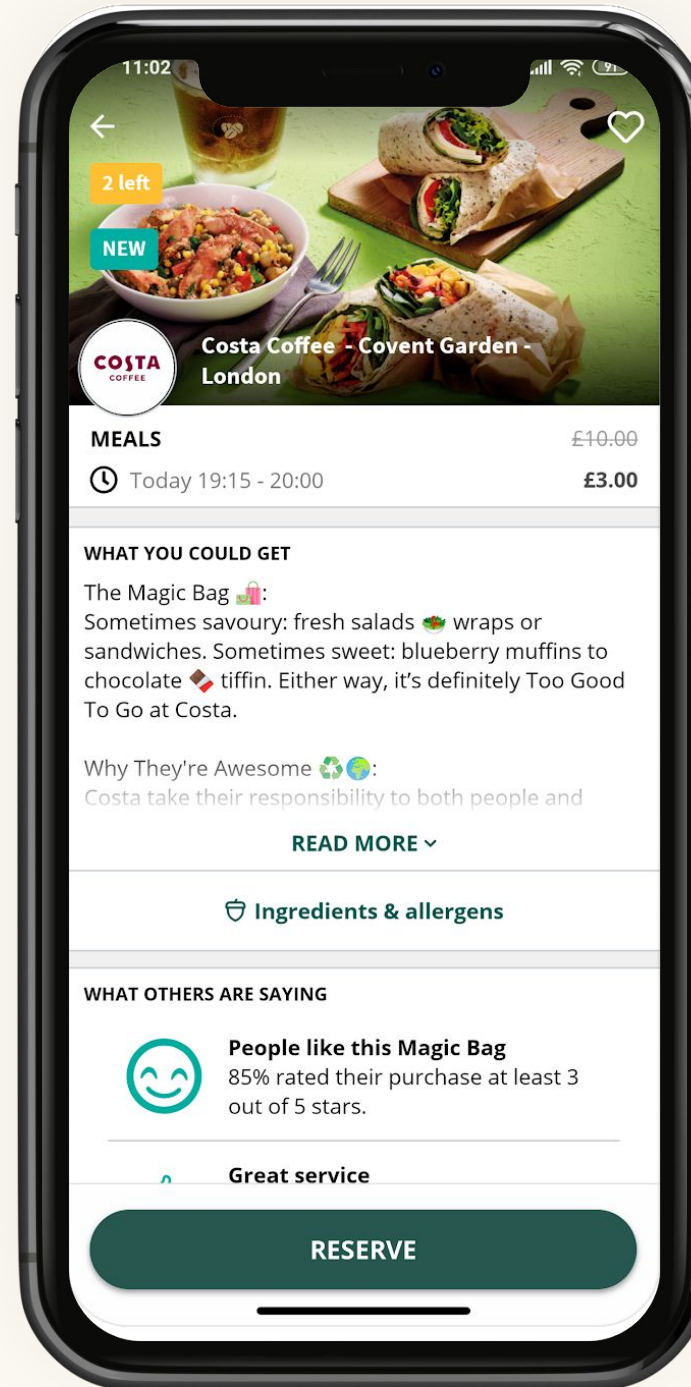 11:02
91
2 left
NEW
COSTA
COFFEE
Costa Coffee - Covent Garden -
London
MEALS
£10.00
Today 19:15 - 20:00
£3.00
WHAT YOU COULD GET
The Magic Bag 🛍️:
Sometimes savoury: fresh salads 🥗 wraps or
sandwiches. Sometimes sweet: blueberry muffins to
chocolate 🍫 tiffin. Either way, it’s definitely Too Good
To Go at Costa.
Why They're Awesome ♻️🌍:
Costa take their responsibility to both people and
READ MORE
Ingredients & allergens
WHAT OTHERS ARE SAYING
People like this Magic Bag
85% rated their purchase at least 3
out of 5 stars.
Great service
RESERVE